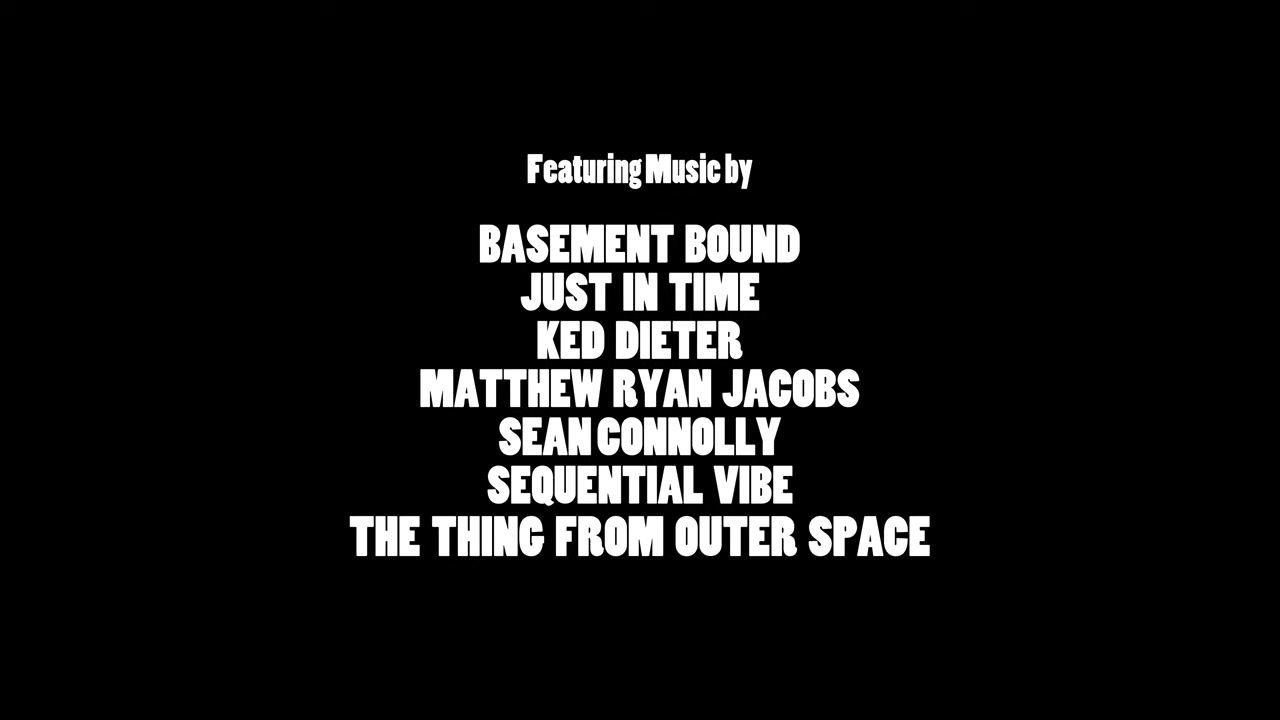 Featuring Music by
BASEMENT BOUND
JUST IN TIME
KED DIETER
MATTHEW RYAN JACOBS
SEAN CONNOLLY
SEQUENTIAL VIBE
THE THING FROM OUTER SPACE